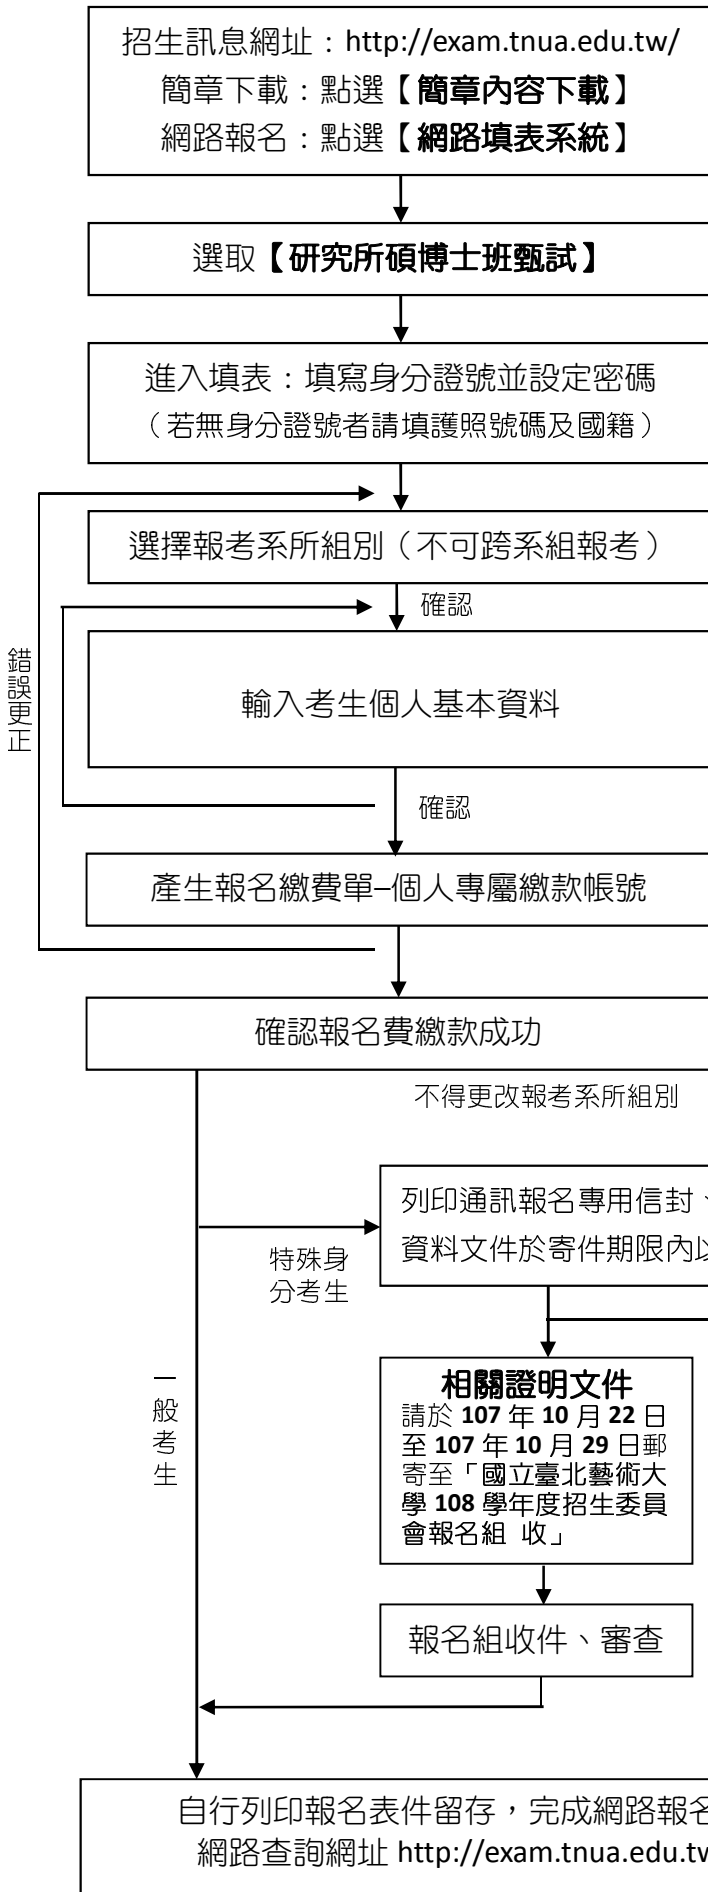 招生訊息網址：http://exam.tnua.edu.tw/
簡章下載：點選【簡章內容下載】
網路報名：點選【網路填表系統】
選取【研究所碩博士班甄試】
進入填表：填寫身分證號並設定密碼
（若無身分證號者請填護照號碼及國籍）
選擇報考系所組別（不可跨系組報考）
確認
錯誤更正
輸入考生個人基本資料
確認
產生報名繳費單–個人專屬繳款帳號
確認報名費繳款成功
不得更改報考系所組別
列印通訊報名專用信封、
資料文件於寄件期限內以
特殊身
分考生
一般考生
相關證明文件
請於 107 年 10 月 22 日
至 107 年 10 月 29 日郵
寄至「國立臺北藝術大
學 108 學年度招生委員
會報名組 收」
報名組收件、審查
自行列印報名表件留存，完成網路報名
網路查詢網址 http://exam.tnua.edu.tw